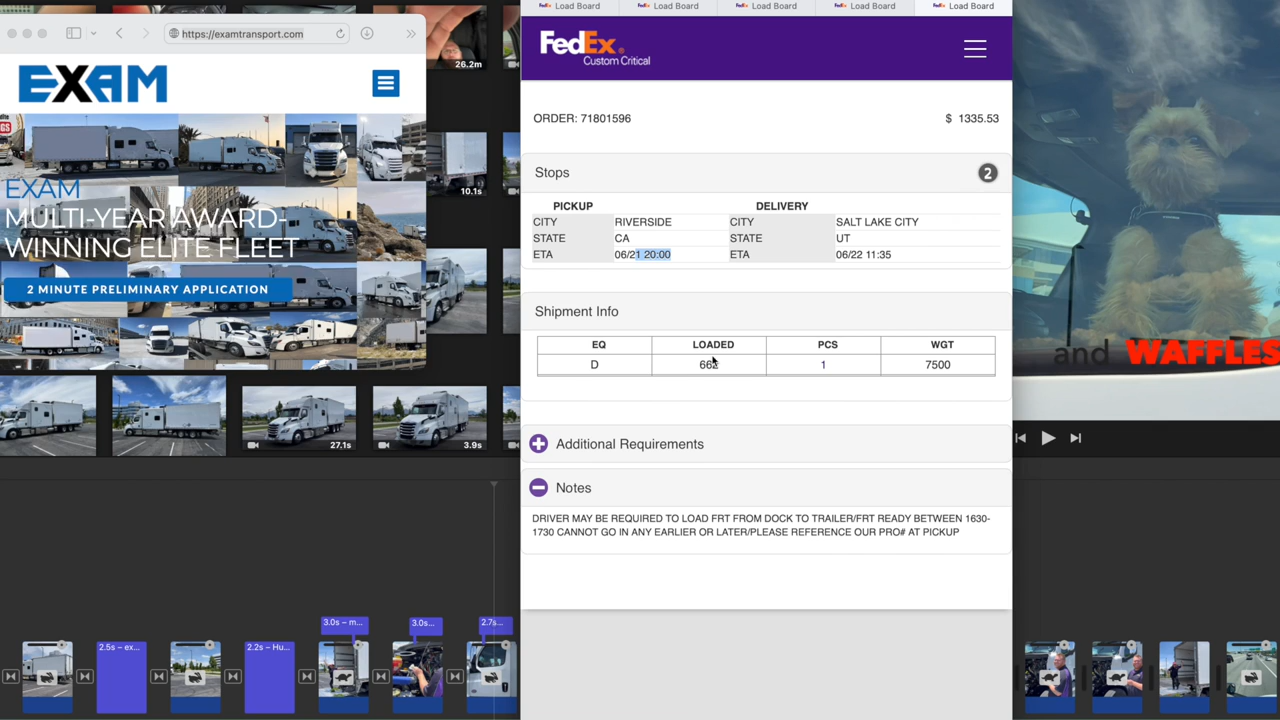 Load Board
Load Board
Load Board
Load Board
Load Board
https://examtransport.com
26.2m
FedEx®
Custom Critical
EXAM
ORDER: 71801596
$ 1335.53
10.1s
Stops
2
EXAM
MULTI-YEAR AWARD-
WINNING ELITE FLEET
2 MINUTE PRELIMINARY APPLICATION
PICKUP
DELIVERY
CITY RIVERSIDE CITY SALT LAKE CITY
STATE CA STATE UT
ETA 06/21 20:00 ETA 06/22 11:35
Shipment Info
EQ LOADED PCS WGT
D 662 1 7500
and WAFFLES
27.1s
3.9s
Additional Requirements
Notes
DRIVER MAY BE REQUIRED TO LOAD FRT FROM DOCK TO TRAILER/FRT READY BETWEEN 1630-
1730 CANNOT GO IN ANY EARLIER OR LATER/PLEASE REFERENCE OUR PRO# AT PICKUP
3.0s – m...
3.0s...
2.7s...
2.5s – ex...
2.2s – Hu...